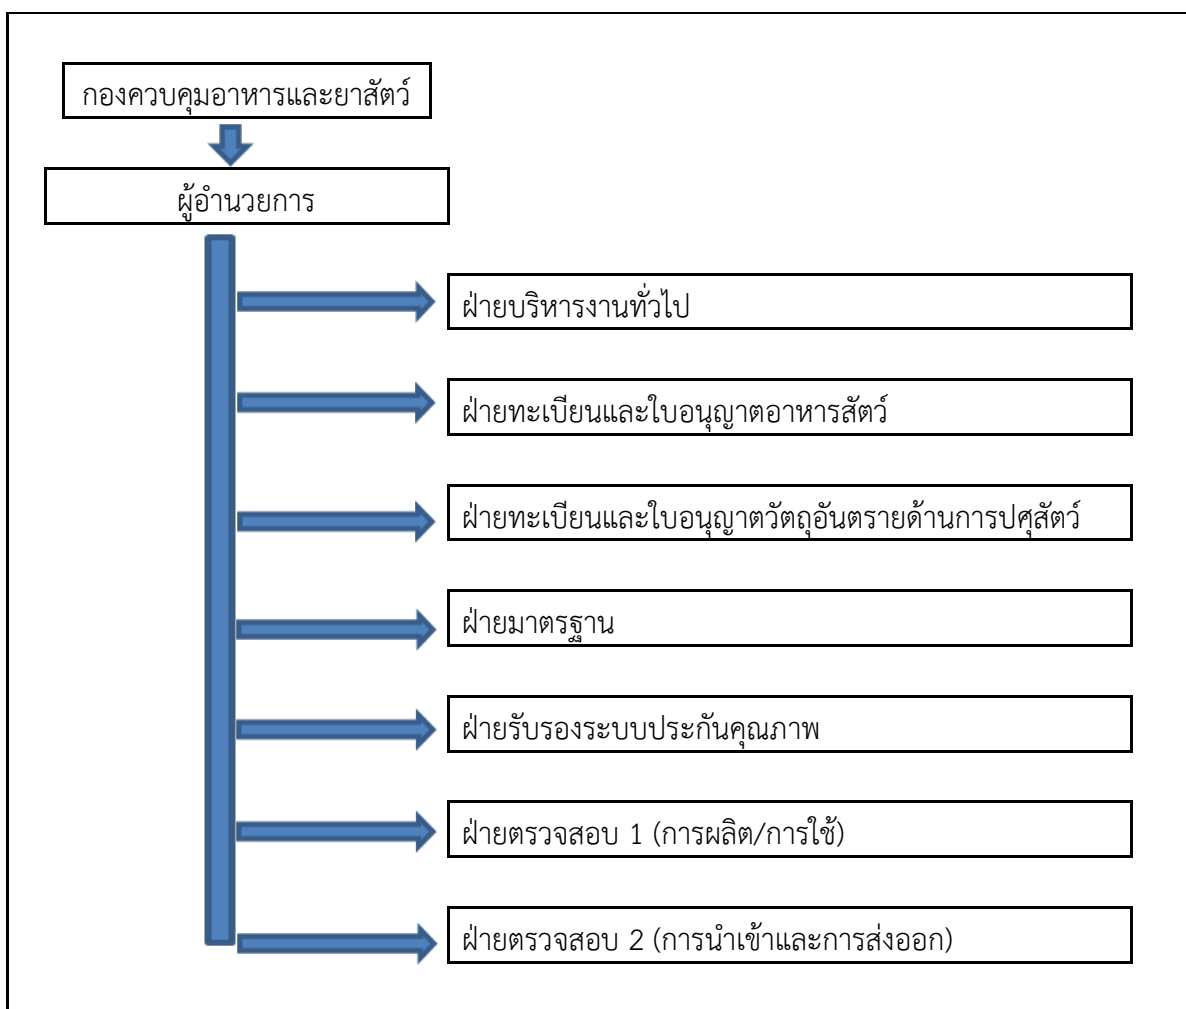 กองควบคุมอาหารและยาสัตว์
ผู้อำนวยการ
ฝ่ายบริหารงานทั่วไป
ฝ่ายทะเบียนและใบอนุญาตอาหารสัตว์
ฝ่ายทะเบียนและใบอนุญาตวัตถุอันตรายด้านการปศุสัตว์
ฝ่ายมาตรฐาน
ฝ่ายรับรองระบบประกันคุณภาพ
ฝ่ายตรวจสอบ 1 (การผลิต/การใช้)
ฝ่ายตรวจสอบ 2 (การนำเข้าและการส่งออก)